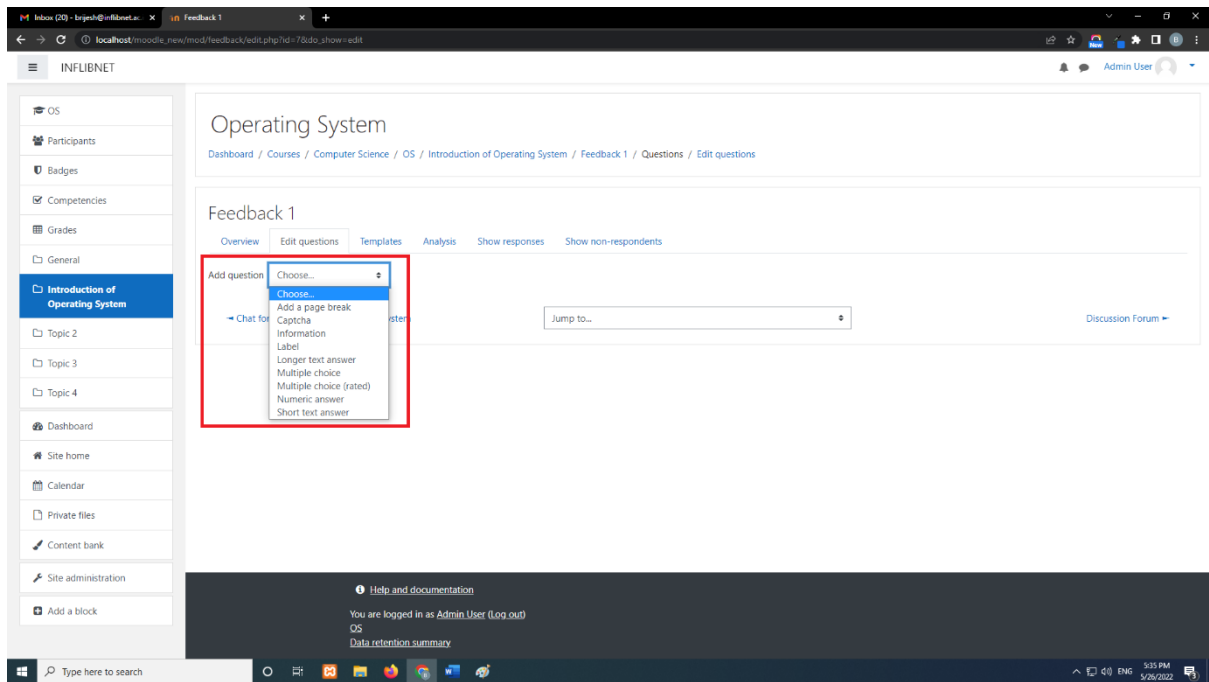 Inbox (20) - brijesh@inflibnet.ac. X
Feedback 1 X +
localhost/moodle_new/mod/feedback/edit.php?id=7&do_show=edit
New
B
INFLIBNET
Admin User
OS
Participants
Badges
Competencies
Grades
General
Introduction of
Operating System
Topic 2
Topic 3
Topic 4
Dashboard
Site home
Calendar
Private files
Content bank
Site administration
Add a block
Operating System
Dashboard / Courses / Computer Science / OS / Introduction of Operating System / Feedback 1 / Questions / Edit questions
Feedback 1
Overview Edit questions Templates Analysis Show responses Show non-respondents
Add question Choose...
Choose...
Add a page break
Captcha
Information
Label
Longer text answer
Multiple choice
Multiple choice (rated)
Numeric answer
Short text answer
◄ Chat for
Jump to...
Discussion Forum ►
Help and documentation
You are logged in as Admin User (Log out)
OS
Data retention summary
Type here to search
ENG
5:35 PM
5/26/2022